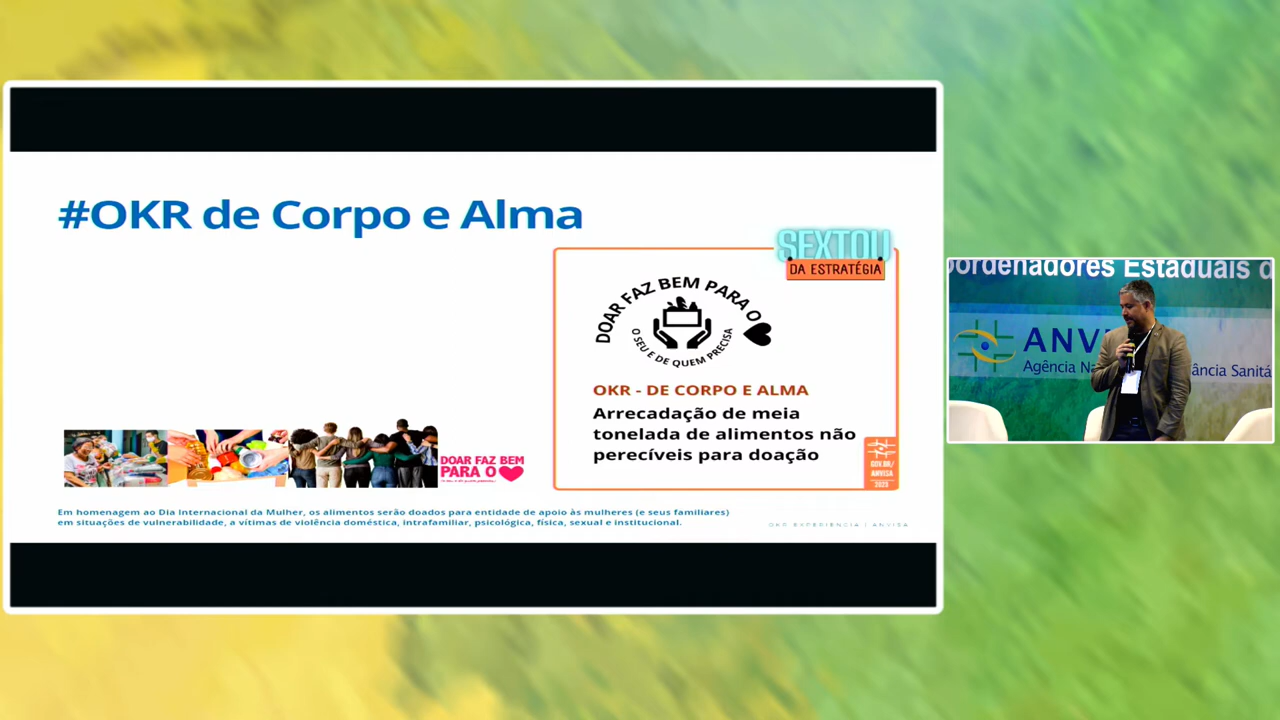 #OKR de Corpo e Alma
SEXTOU
DA ESTRATÉGIA
DOAR FAZ BEM PARA O
O SEU E DE QUEM PRECISA
OKR - DE CORPO E ALMA
Arrecadação de meia
tonelada de alimentos não
perecíveis para doação
GOV.BR/
ANVISA
2023
DOAR FAZ BEM
PARA O
Em homenagem ao Dia Internacional da Mulher, os alimentos serão doados para entidade de apoio às mulheres (e seus familiares)
em situações de vulnerabilidade, a vítimas de violência doméstica, intrafamiliar, psicológica, física, sexual e institucional.
OKR EXPERIENCIA | ANVISA
oordenadores Estaduais d
ANVI
Agência Na ância Sanitá